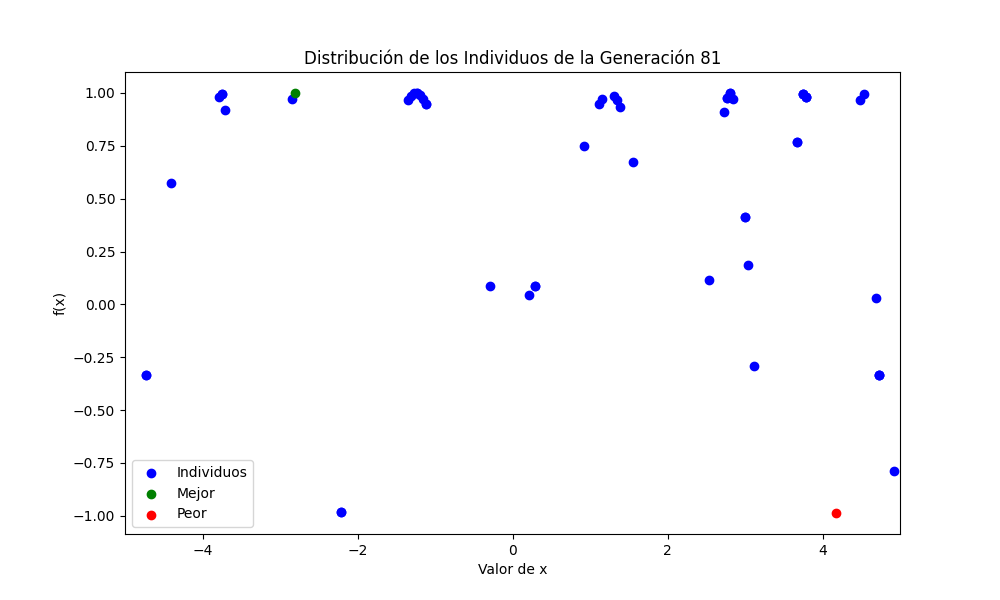 Distribución de los Individuos de la Generación 81
1.00
0.75
0.50
0.25
0.00
−0.25
−0.50
−0.75
−1.00
f(x)
Individuos
Mejor
Peor
−4
−2
0
2
4
Valor de x